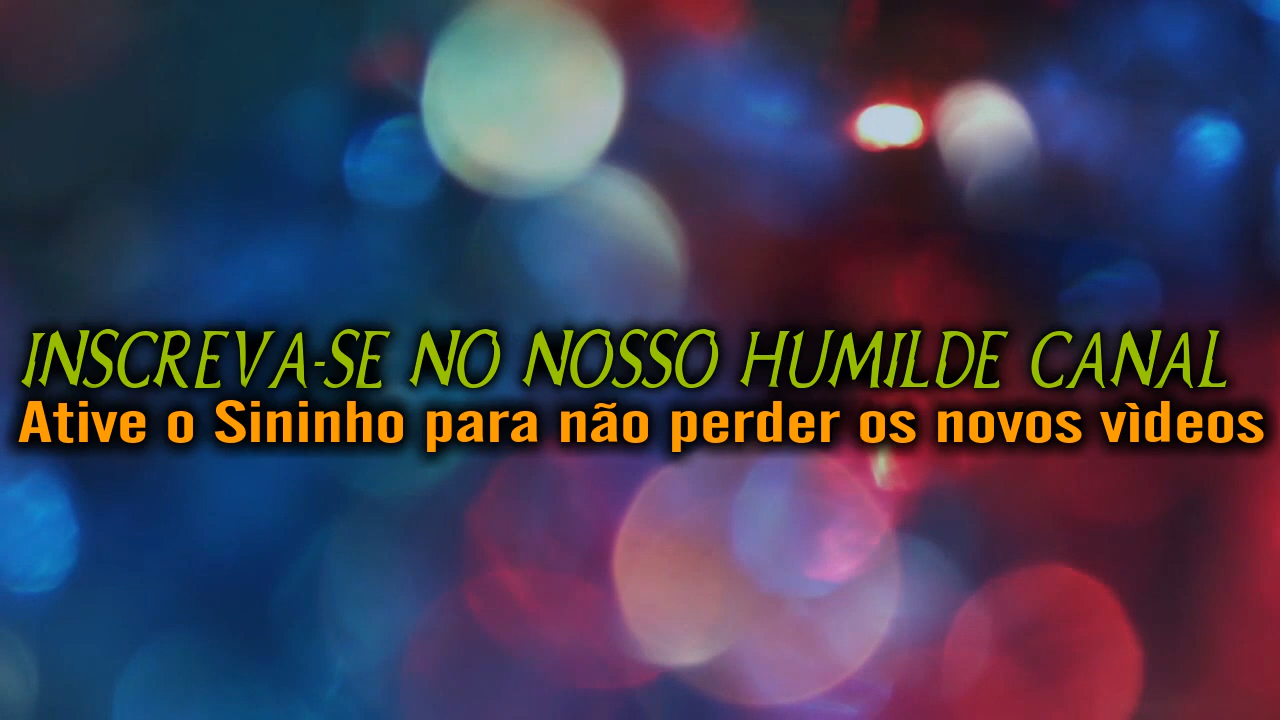 INSCREVA-SE NO NOSSO HUMILDE CANAL
Ative o Sininho para não perder os novos vìdeos